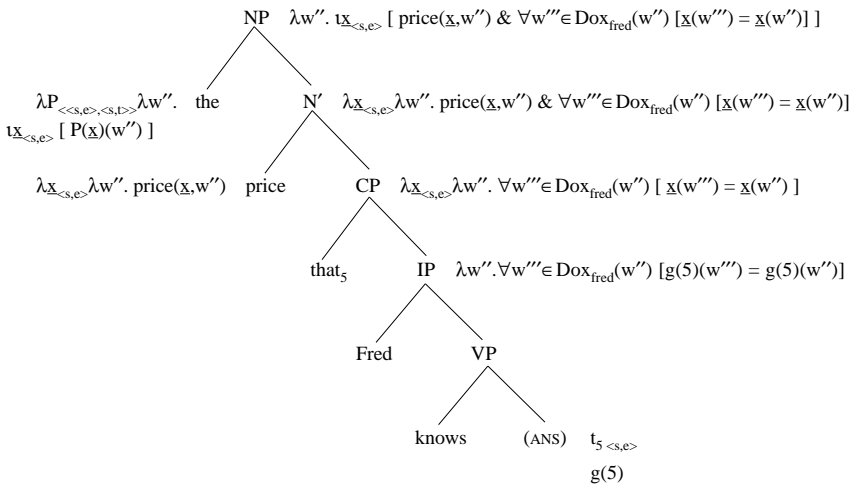 NP λw″. ιx<s,e> [ price(x,w″) & ∀w‴∈Doxfred(w″) [x(w‴) = x(w″)] ]
λP<<s,e>,<s,t>>λw″. the N′ λx<s,e>λw″. price(x,w″) & ∀w‴∈Doxfred(w″) [x(w‴) = x(w″)]
ιx<s,e> [ P(x)(w″) ]
λx<s,e>λw″. price(x,w″) price CP λx<s,e>λw″. ∀w‴∈Doxfred(w″) [ x(w‴) = x(w″) ]
that5 IP λw″.∀w‴∈Doxfred(w″) [g(5)(w‴) = g(5)(w″)]
Fred VP
knows (ANS) t5 <s,e>
g(5)